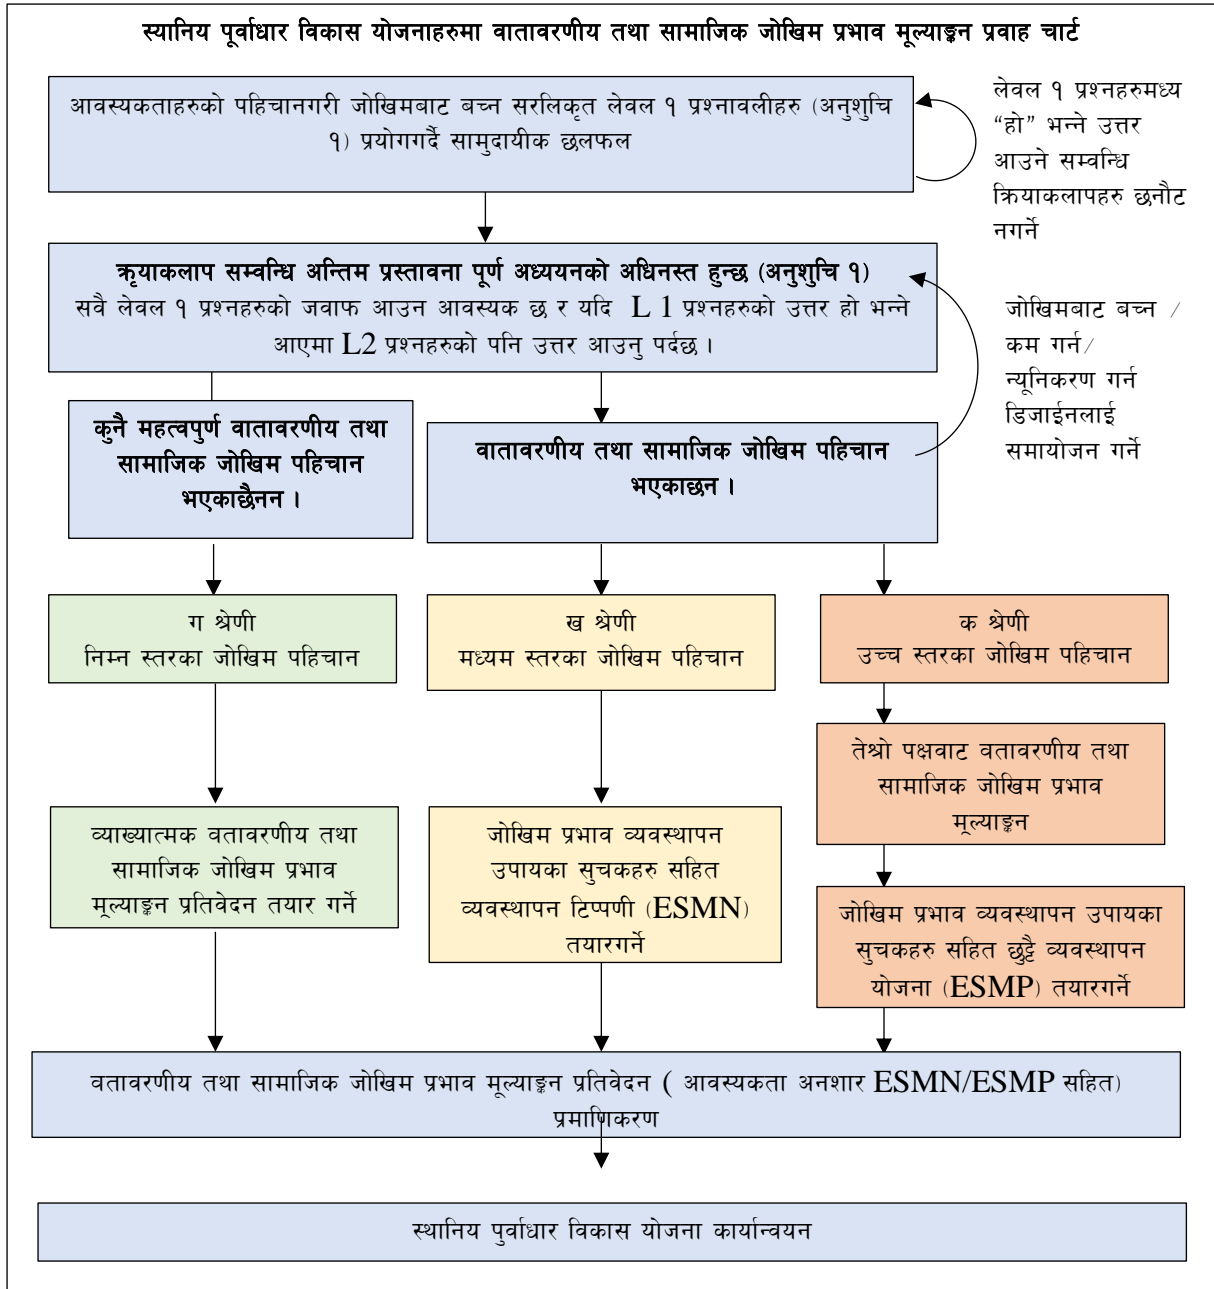 स्यानिय पूर्वाधार विकास योजनाहरुमा वातावरणीय तथा सामाजिक जोखिम प्रभाव मूल्याङ्कन प्रवाह चार्ट
आवस्यकताहरुको पहिचानगरी जोखिमबाट बच्न सरलिकृत लेवल १ प्रश्नावलीहरु (अनुशुचि
१) प्रयोगगर्दै सामुदायीक छलफल
लेवल १ प्रश्नहरुमध्य
“हो” भन्ने उत्तर
आउने सम्वन्धि
क्रियाकलापहरु छनौट
नगर्ने
क्रृयाकलाप सम्वन्धि अन्तिम प्रस्तावना पूर्ण अध्ययनको अधिनस्त हुन्छ (अनुशुचि १)
सवै लेवल १ प्रश्नहरुको जवाफ आउन आवस्यक छ र यदि L 1 प्रश्नहरुको उत्तर हो भन्ने
आएमा L2 प्रश्नहरुको पनि उत्तर आउनु पर्दछ ।
जोखिमबाट बच्न /
कम गर्न/
न्यूनिकरण गर्न
डिजाईनलाई
समायोजन गर्ने
कुनै महत्वपुर्ण वातावरणीय तथा
सामाजिक जोखिम पहिचान
भएकाछैनन ।
वातावरणीय तथा सामाजिक जोखिम पहिचान
भएकाछन ।
ग श्रेणी
निम्न स्तरका जोखिम पहिचान
ख श्रेणी
मध्यम स्तरका जोखिम पहिचान
क श्रेणी
उच्च स्तरका जोखिम पहिचान
तेश्रो पक्षवाट वतावरणीय तथा
सामाजिक जोखिम प्रभाव
मूल्याङ्कन
व्याख्यात्मक वतावरणीय तथा
सामाजिक जोखिम प्रभाव
मूल्याङ्कन प्रतिवेदन तयार गर्ने
जोखिम प्रभाव व्यवस्थापन
उपायका सुचकहरु सहित
व्यवस्थापन टिप्पणी (ESMN)
तयारगर्ने
जोखिम प्रभाव व्यवस्थापन उपायका
सुचकहरु सहित छुट्टै व्यवस्थापन
योजना (ESMP) तयारगर्ने
वतावरणीय तथा सामाजिक जोखिम प्रभाव मूल्याङ्कन प्रतिवेदन ( आवस्यकता अनशार ESMN/ESMP सहित)
प्रमाणिकरण
स्थानिय पुर्वाधार विकास योजना कार्यान्वयन